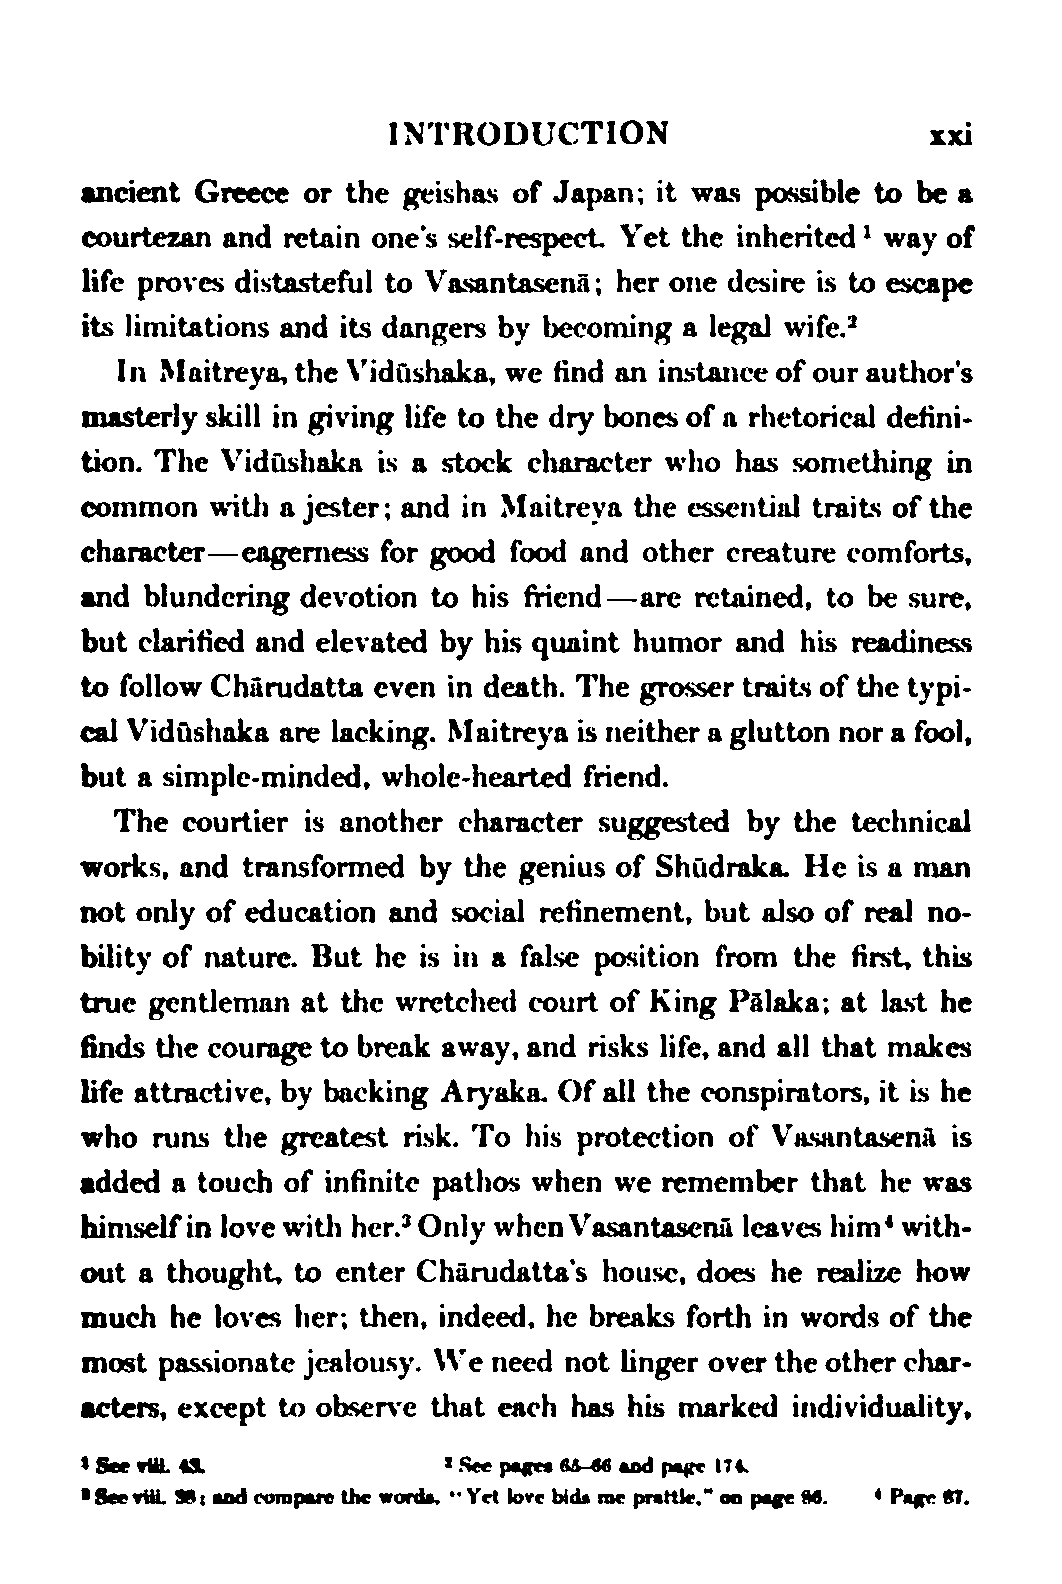 INTRODUCTION xxi
ancient Greece or the geishas of Japan; it was possible to be a
courtezan and retain one's self-respect. Yet the inherited¹ way of
life proves distasteful to Vasantasenā; her one desire is to escape
its limitations and its dangers by becoming a legal wife.²
In Maitreya, the Vidūshaka, we find an instance of our author's
masterly skill in giving life to the dry bones of a rhetorical defini-
tion. The Vidūshaka is a stock character who has something in
common with a jester; and in Maitreya the essential traits of the
character—eagerness for good food and other creature comforts,
and blundering devotion to his friend—are retained, to be sure,
but clarified and elevated by his quaint humor and his readiness
to follow Chārudatta even in death. The grosser traits of the typi-
cal Vidūshaka are lacking. Maitreya is neither a glutton nor a fool,
but a simple-minded, whole-hearted friend.
The courtier is another character suggested by the technical
works, and transformed by the genius of Shūdraka. He is a man
not only of education and social refinement, but also of real no-
bility of nature. But he is in a false position from the first, this
true gentleman at the wretched court of King Pālaka; at last he
finds the courage to break away, and risks life, and all that makes
life attractive, by backing Aryaka. Of all the conspirators, it is he
who runs the greatest risk. To his protection of Vasantasenā is
added a touch of infinite pathos when we remember that he was
himself in love with her.³ Only when Vasantasenā leaves him⁴ with-
out a thought, to enter Chārudatta's house, does he realize how
much he loves her; then, indeed, he breaks forth in words of the
most passionate jealousy. We need not linger over the other char-
acters, except to observe that each has his marked individuality,
¹ See viii. 43. ² See pages 65-66 and page 174.
³ See viii. 38; and compare the words, "Yet love bids me prattle," on page 86. ⁴ Page 87.